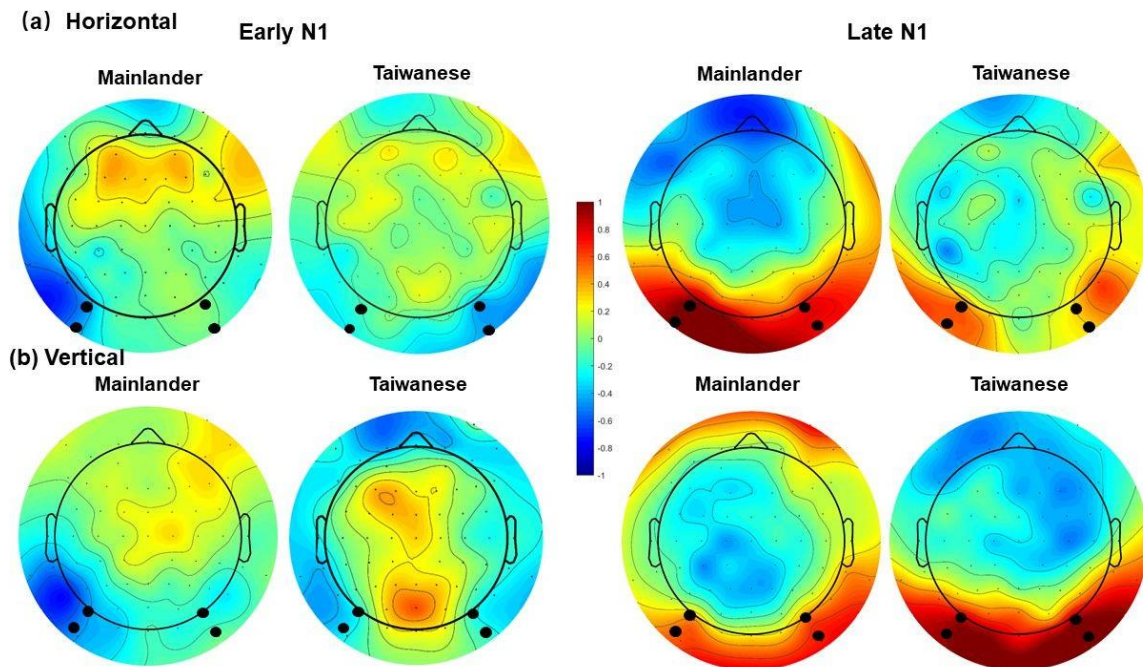 (a) Horizontal
Early N1
Late N1
Mainlander
Taiwanese
Mainlander
Taiwanese
1
0.8
0.6
0.4
0.2
0
-0.2
-0.4
-0.6
-0.8
-1
(b) Vertical
Mainlander
Taiwanese
Mainlander
Taiwanese